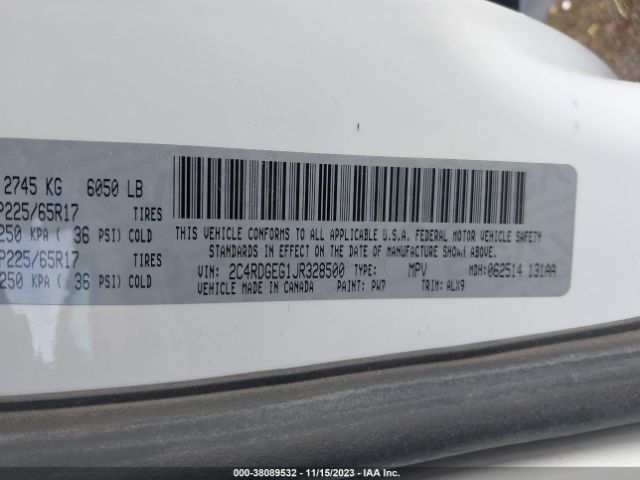 2745 KG 6050 LB
P225/65R17 TIRES
250 KPA ( 36 PSI) COLD
P225/65R17 TIRES
250 KPA ( 36 PSI) COLD
THIS VEHICLE CONFORMS TO ALL APPLICABLE U.S.A. FEDERAL MOTOR VEHICLE SAFETY
STANDARDS IN EFFECT ON THE DATE OF MANUFACTURE SHOWN ABOVE.
VIN: 2C4RDGEG1JR328500 TYPE: MPV MDH:062514 131AA
VEHICLE MADE IN CANADA PAINT: PW7 TRIM: ALX9
000-38089532 - 11/15/2023 - IAA Inc.